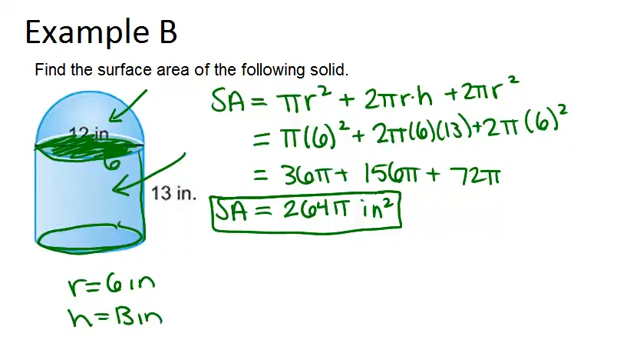 Example B
Find the surface area of the following solid.
SA = πr² + 2πr·h + 2πr²
12 in
= π(6)² + 2π(6)(13) + 2π(6)²
6
= 36π + 156π + 72π
13 in.
SA = 264π in²
r = 6 in
h = 13 in